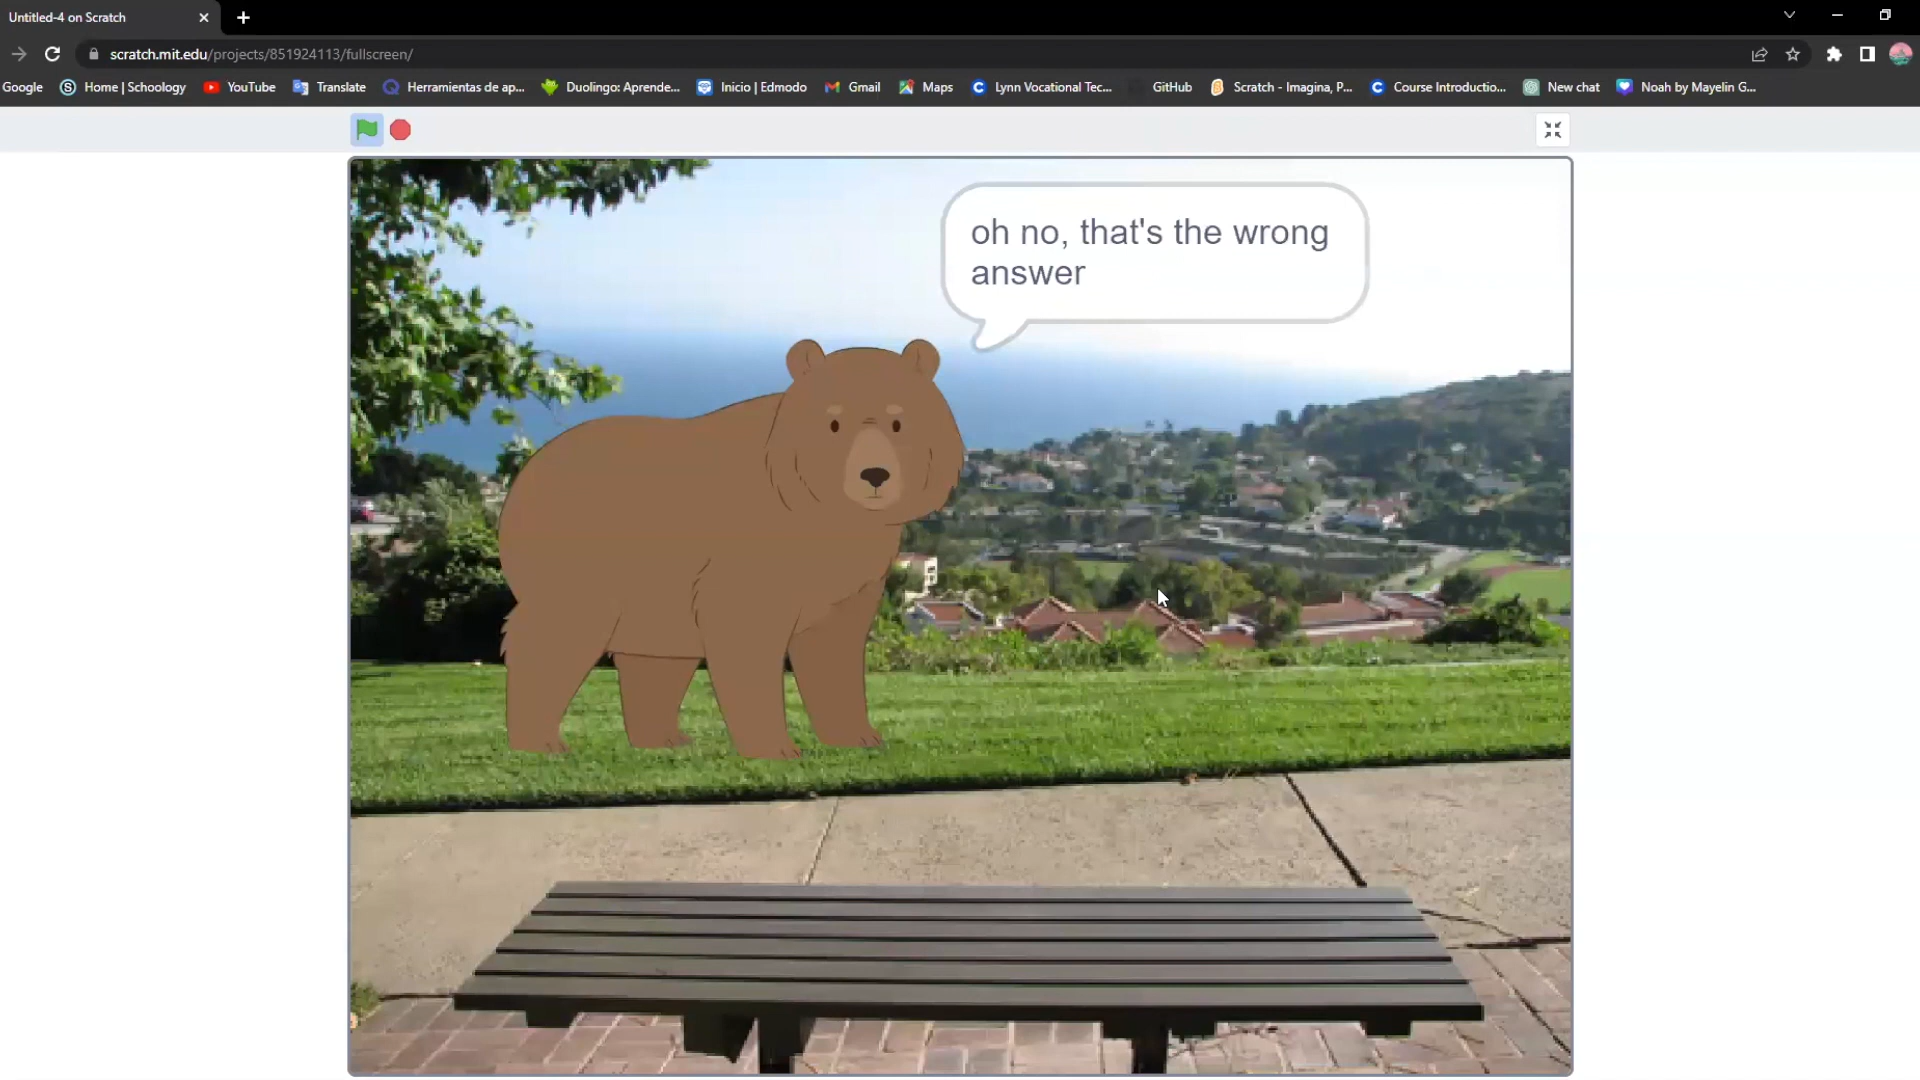 Untitled-4 on Scratch
scratch.mit.edu/projects/851924113/fullscreen/
Google
Home | Schoology
YouTube
Translate
Herramientas de ap...
Duolingo: Aprende...
Inicio | Edmodo
Gmail
Maps
Lynn Vocational Tec...
GitHub
Scratch - Imagina, P...
Course Introductio...
New chat
Noah by Mayelin G...
oh no, that's the wrong
answer